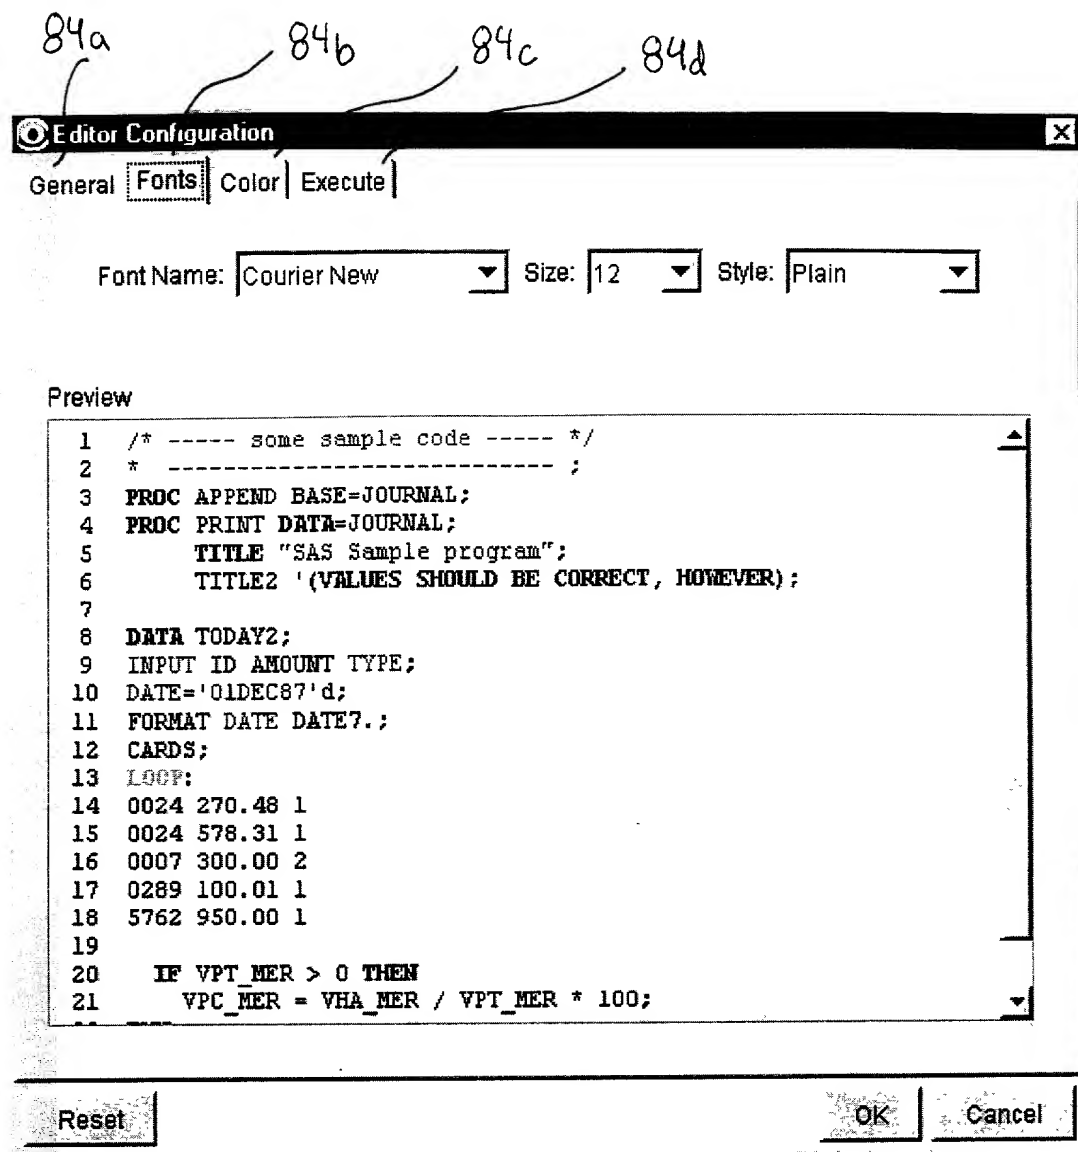 84a 84b 84c 84d
Editor Configuration
General Fonts Color Execute
Font Name: Courier New Size: 12 Style: Plain
Preview
1 /* ----- some sample code ----- */
2 * ---------------------------- ;
3 PROC APPEND BASE=JOURNAL;
4 PROC PRINT DATA=JOURNAL;
5 TITLE "SAS Sample program";
6 TITLE2 '(VALUES SHOULD BE CORRECT, HOWEVER);
7
8 DATA TODAY2;
9 INPUT ID AMOUNT TYPE;
10 DATE='01DEC87'd;
11 FORMAT DATE DATE7.;
12 CARDS;
13 LOOP:
14 0024 270.48 1
15 0024 578.31 1
16 0007 300.00 2
17 0289 100.01 1
18 5762 950.00 1
19
20 IF VPT_MER > 0 THEN
21 VPC_MER = VHA_MER / VPT_MER * 100;
Reset OK Cancel